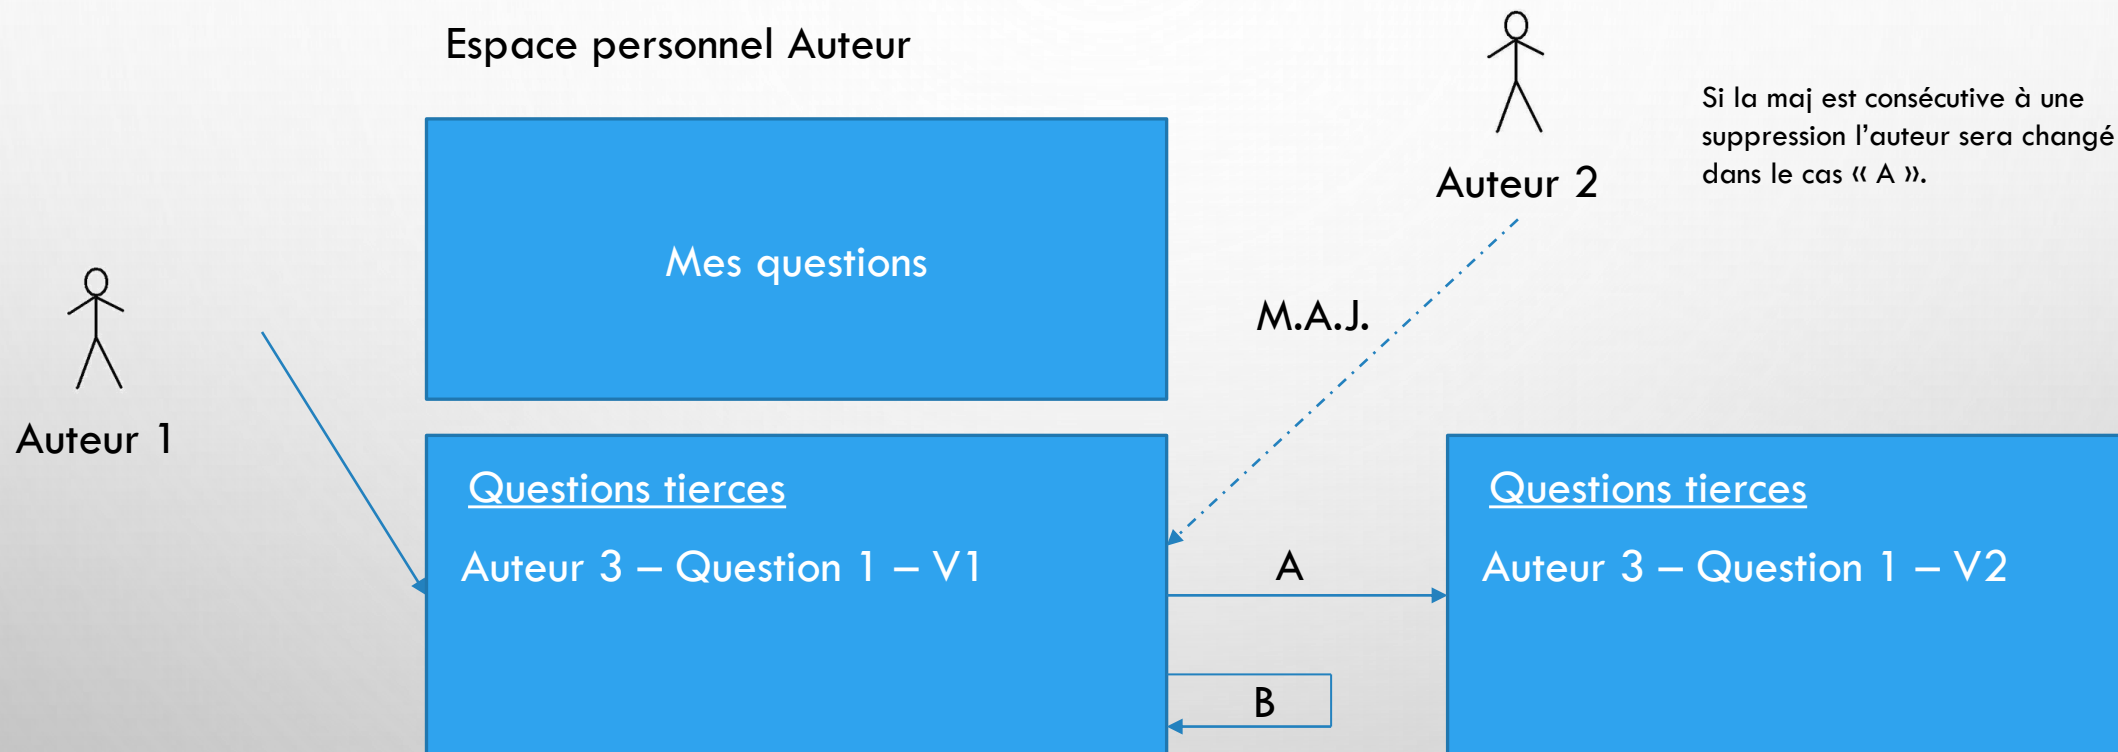 Espace personnel Auteur
Si la maj est consécutive à une
suppression l’auteur sera changé
dans le cas « A ».
Auteur 2
Mes questions
M.A.J.
Auteur 1
Questions tierces
Auteur 3 – Question 1 – V1
A
Questions tierces
Auteur 3 – Question 1 – V2
B